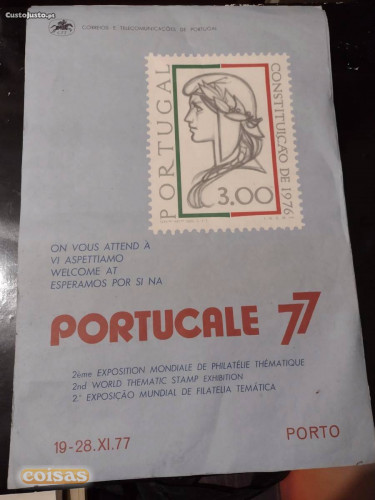 CustoJusto.pt
CORREIOS E TELECOMUNICAÇÕES DE PORTUGAL
PORTUGAL
CONSTITUIÇÃO DE 1976
3.00
ON VOUS ATTEND À
VI ASPETTIAMO
WELCOME AT
ESPERAMOS POR SI NA
PORTUCALE 77
2ème EXPOSITION MONDIALE DE PHILATÉLIE THÉMATIQUE
2nd WORLD THEMATIC STAMP EXHIBITION
2.ª EXPOSIÇÃO MUNDIAL DE FILATELIA TEMÁTICA
19-28.XI.77
PORTO
coisas